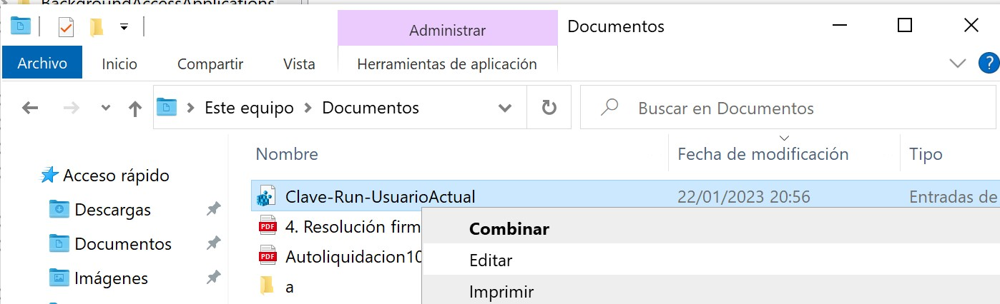 BackgroundAccessApplications
Administrar
Documentos
Archivo
Inicio
Compartir
Vista
Herramientas de aplicación
?
Este equipo > Documentos
Buscar en Documentos
Nombre
Fecha de modificación
Tipo
Acceso rápido
Descargas
Documentos
Imágenes
Clave-Run-UsuarioActual
22/01/2023 20:56
Entradas de
PDF
4. Resolución firm
PDF
Autoliquidacion10
a
Combinar
Editar
Imprimir